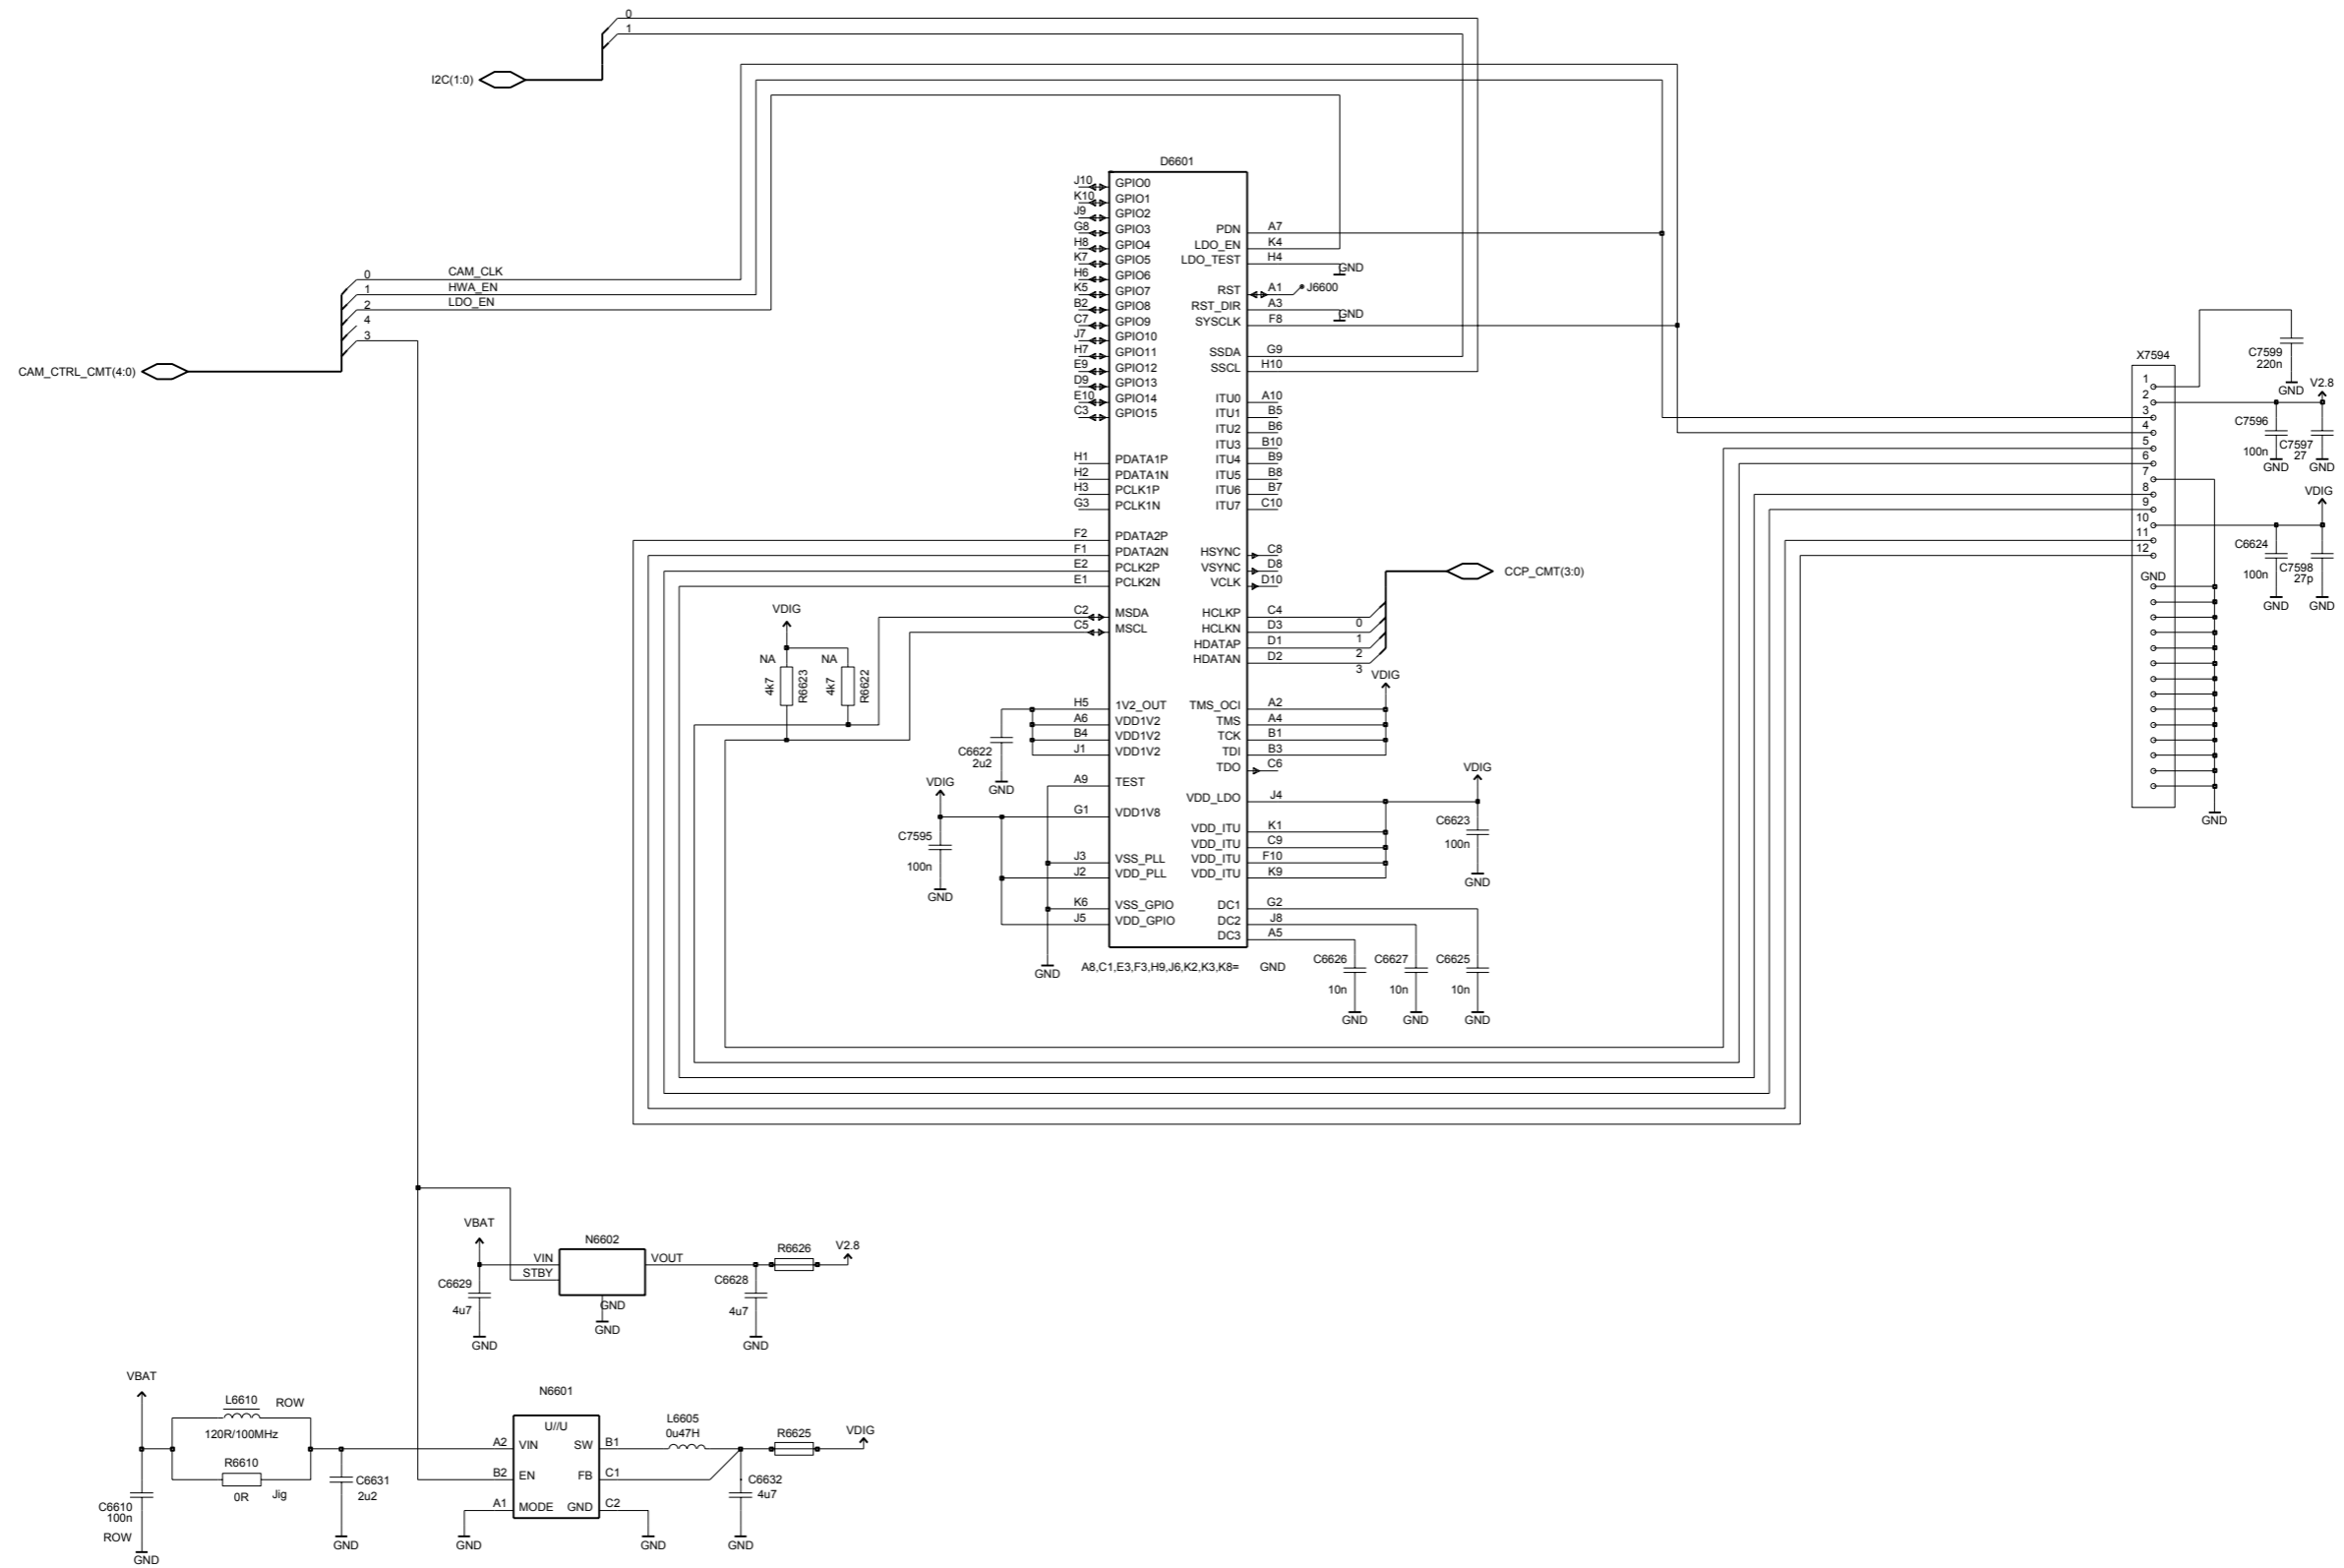 0
1
I2C(1:0)
D6601
J10 GPIO0
K10 GPIO1
J9 GPIO2
G8 GPIO3
H8 GPIO4
K7 GPIO5
H6 GPIO6
K5 GPIO7
B2 GPIO8
C7 GPIO9
J7 GPIO10
H7 GPIO11
E9 GPIO12
D9 GPIO13
E10 GPIO14
C3 GPIO15
PDN A7
LDO_EN K4
LDO_TEST H4 GND
RST A1 J6600
RST_DIR A3 GND
SYSCLK F8
SSDA G9
SSCL H10
0 CAM_CLK
1 HWA_EN
2 LDO_EN
4
3
CAM_CTRL_CMT(4:0)
ITU0 A10
ITU1 B5
ITU2 B6
ITU3 B10
ITU4 B9
ITU5 B8
ITU6 B7
ITU7 C10
H1 PDATA1P
H2 PDATA1N
H3 PCLK1P
G3 PCLK1N
F2 PDATA2P
F1 PDATA2N
E2 PCLK2P
E1 PCLK2N
HSYNC C8
VSYNC D8
VCLK D10
CCP_CMT(3:0)
C2 MSDA
C5 MSCL
HCLKP C4
0
HCLKN D3
1
HDATAP D1
2
HDATAN D2
3
VDIG
NA
4k7
R6623
NA
4k7
R6622
VDIG
H5 1V2_OUT
A6 VDD1V2
B4 VDD1V2
J1 VDD1V2
C6622
2u2
GND
TMS_OCI A2
TMS A4
TCK B1
TDI B3
TDO C6
A9 TEST
VDIG
G1 VDD1V8
C7595
100n
GND
J3 VSS_PLL
J2 VDD_PLL
K6 VSS_GPIO
J5 VDD_GPIO
GND
VDIG
VDD_LDO J4
VDD_ITU K1
VDD_ITU C9
VDD_ITU F10
VDD_ITU K9
C6623
100n
GND
DC1 G2
DC2 J8
DC3 A5
A8,C1,E3,F3,H9,J6,K2,K3,K8= GND
C6626
10n
GND
C6627
10n
GND
C6625
10n
GND
X7594
1
2
3
4
5
6
7
8
9
10
11
12
GND
GND
C7599
220n
GND
V2.8
C7596
100n
GND
C7597
27
GND
VDIG
C6624
100n
GND
C7598
27p
GND
VBAT
N6602
VIN
STBY
VOUT
GND
GND
C6629
4u7
GND
C6628
4u7
GND
R6626
V2.8
VBAT
L6610 ROW
120R/100MHz
R6610
0R Jig
C6610
100n
ROW
GND
C6631
2u2
GND
N6601
U//U
A2 VIN
B2 EN
A1 MODE
SW B1
FB C1
GND C2
GND
GND
L6605
0u47H
R6625
VDIG
C6632
4u7
GND